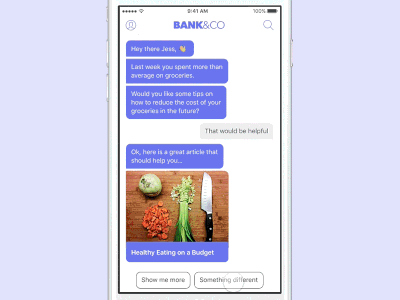 9:41 AM
100%
BANK&CO
Hey there Jess, 👋
Last week you spent more than
average on groceries.
Would you like some tips on
how to reduce the cost of your
groceries in the future?
That would be helpful
Ok, here is a great article that
should help you...
Healthy Eating on a Budget
Show me more
Something different